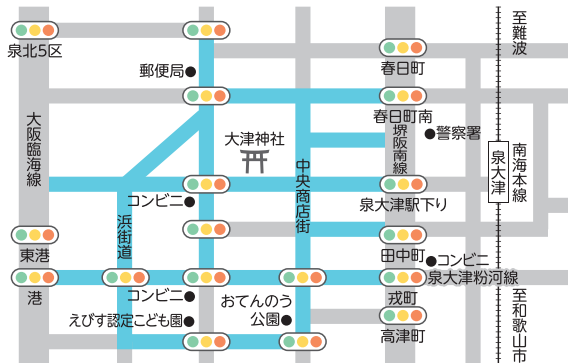 至難波
泉北5区
春日町
郵便局
大阪臨海線
春日町南
大津神社
堺阪南線
警察署
泉大津
南海本線
中央商店街
コンビニ
泉大津駅下り
浜街道
東港
田中町
コンビニ
港
戎町
泉大津粉河線
コンビニ
おてんのう
公園
えびす認定こども園
高津町
至和歌山市